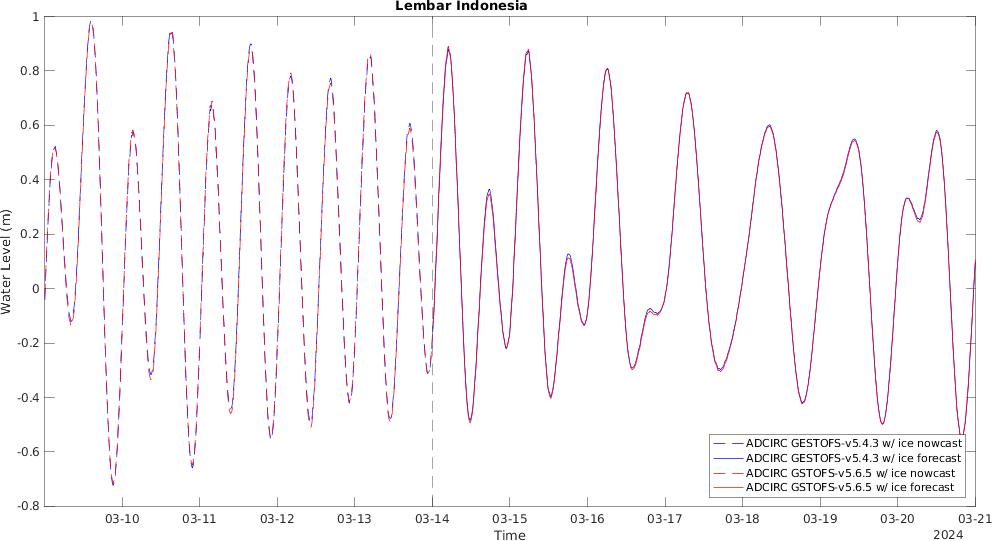 Lembar Indonesia
Water Level (m)
1
0.8
0.6
0.4
0.2
0
-0.2
-0.4
-0.6
-0.8
ADCIRC GESTOFS-v5.4.3 w/ ice nowcast
ADCIRC GESTOFS-v5.4.3 w/ ice forecast
ADCIRC GSTOFS-v5.6.5 w/ ice nowcast
ADCIRC GSTOFS-v5.6.5 w/ ice forecast
03-10 03-11 03-12 03-13 03-14 03-15 03-16 03-17 03-18 03-19 03-20 03-21
Time
2024